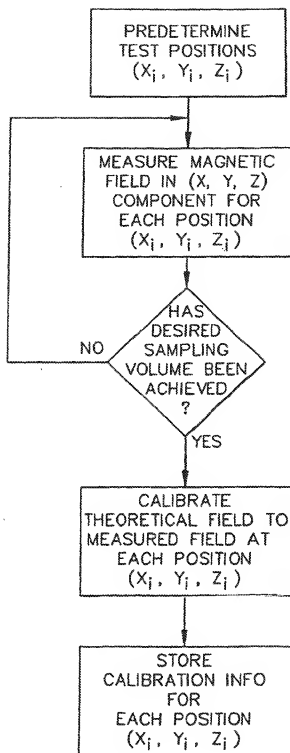 PREDETERMINE
TEST POSITIONS
(Xi, Yi, Zi)
MEASURE MAGNETIC
FIELD IN (X, Y, Z)
COMPONENT FOR
EACH POSITION
(Xi, Yi, Zi)
HAS
DESIRED
SAMPLING
VOLUME BEEN
ACHIEVED
?
NO
YES
CALIBRATE
THEORETICAL FIELD TO
MEASURED FIELD AT
EACH POSITION
(Xi, Yi, Zi)
STORE
CALIBRATION INFO
FOR
EACH POSITION
(Xi, Yi, Zi)